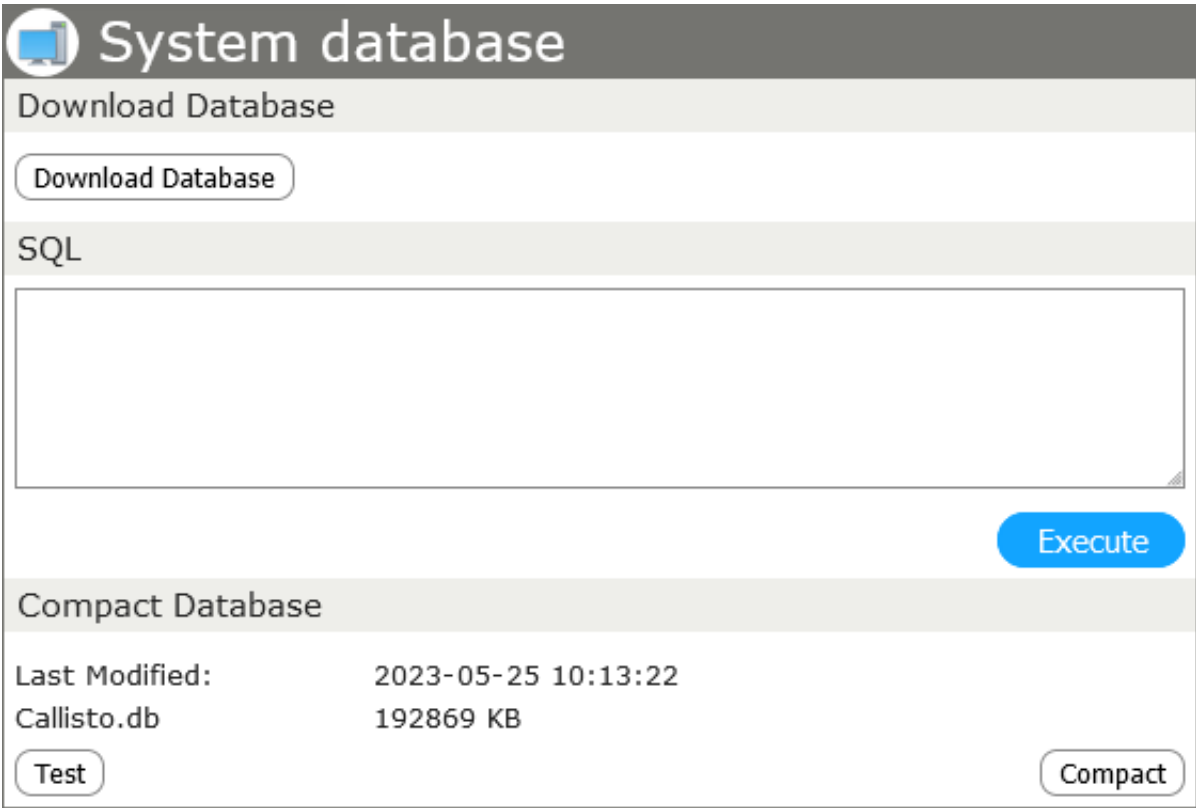 System database
Download Database
Download Database
SQL
Execute
Compact Database
Last Modified: 2023-05-25 10:13:22
Callisto.db 192869 KB
Test Compact